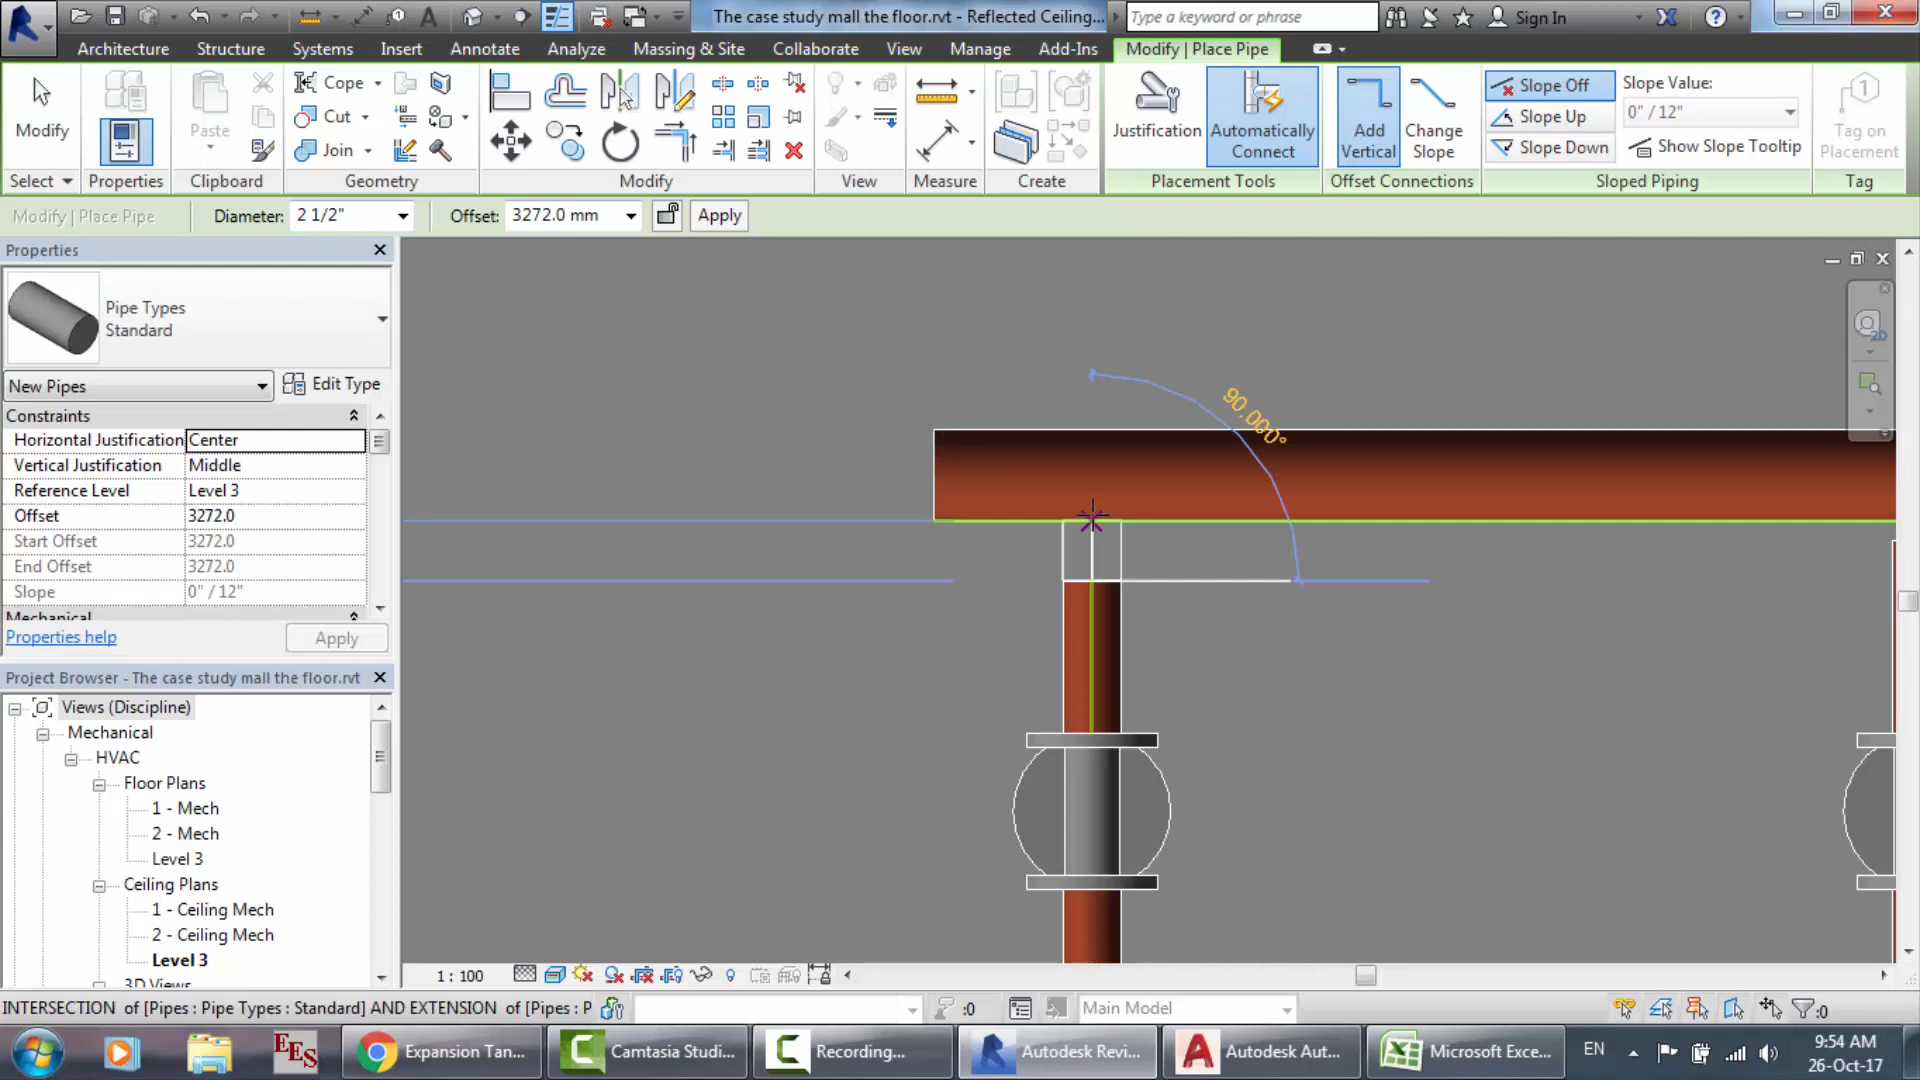 The case study mall the floor.rvt - Reflected Ceiling...
Type a keyword or phrase
Sign In
Architecture
Structure
Systems
Insert
Annotate
Analyze
Massing & Site
Collaborate
View
Manage
Add-Ins
Modify | Place Pipe
Modify
Paste
Cope
Cut
Join
Justification
Automatically
Connect
Add
Vertical
Change
Slope
Slope Off
Slope Up
Slope Down
Slope Value:
0" / 12"
Show Slope Tooltip
Tag on
Placement
Select
Properties
Clipboard
Geometry
Modify
View
Measure
Create
Placement Tools
Offset Connections
Sloped Piping
Tag
Modify | Place Pipe
Diameter:
2 1/2"
Offset:
3272.0 mm
Apply
Properties
Pipe Types
Standard
New Pipes
Edit Type
Constraints
Horizontal Justification
Center
Vertical Justification
Middle
Reference Level
Level 3
Offset
3272.0
Start Offset
3272.0
End Offset
3272.0
Slope
0" / 12"
Mechanical
Properties help
Apply
Project Browser - The case study mall the floor.rvt
Views (Discipline)
Mechanical
HVAC
Floor Plans
1 - Mech
2 - Mech
Level 3
Ceiling Plans
1 - Ceiling Mech
2 - Ceiling Mech
Level 3
3D Views
90.000°
2D
1 : 100
INTERSECTION of [Pipes : Pipe Types : Standard] AND EXTENSION of [Pipes : P
:0
Main Model
:0
EES
Expansion Tan...
Camtasia Studi...
Recording...
Autodesk Revi...
Autodesk Aut...
Microsoft Exce...
EN
9:54 AM
26-Oct-17